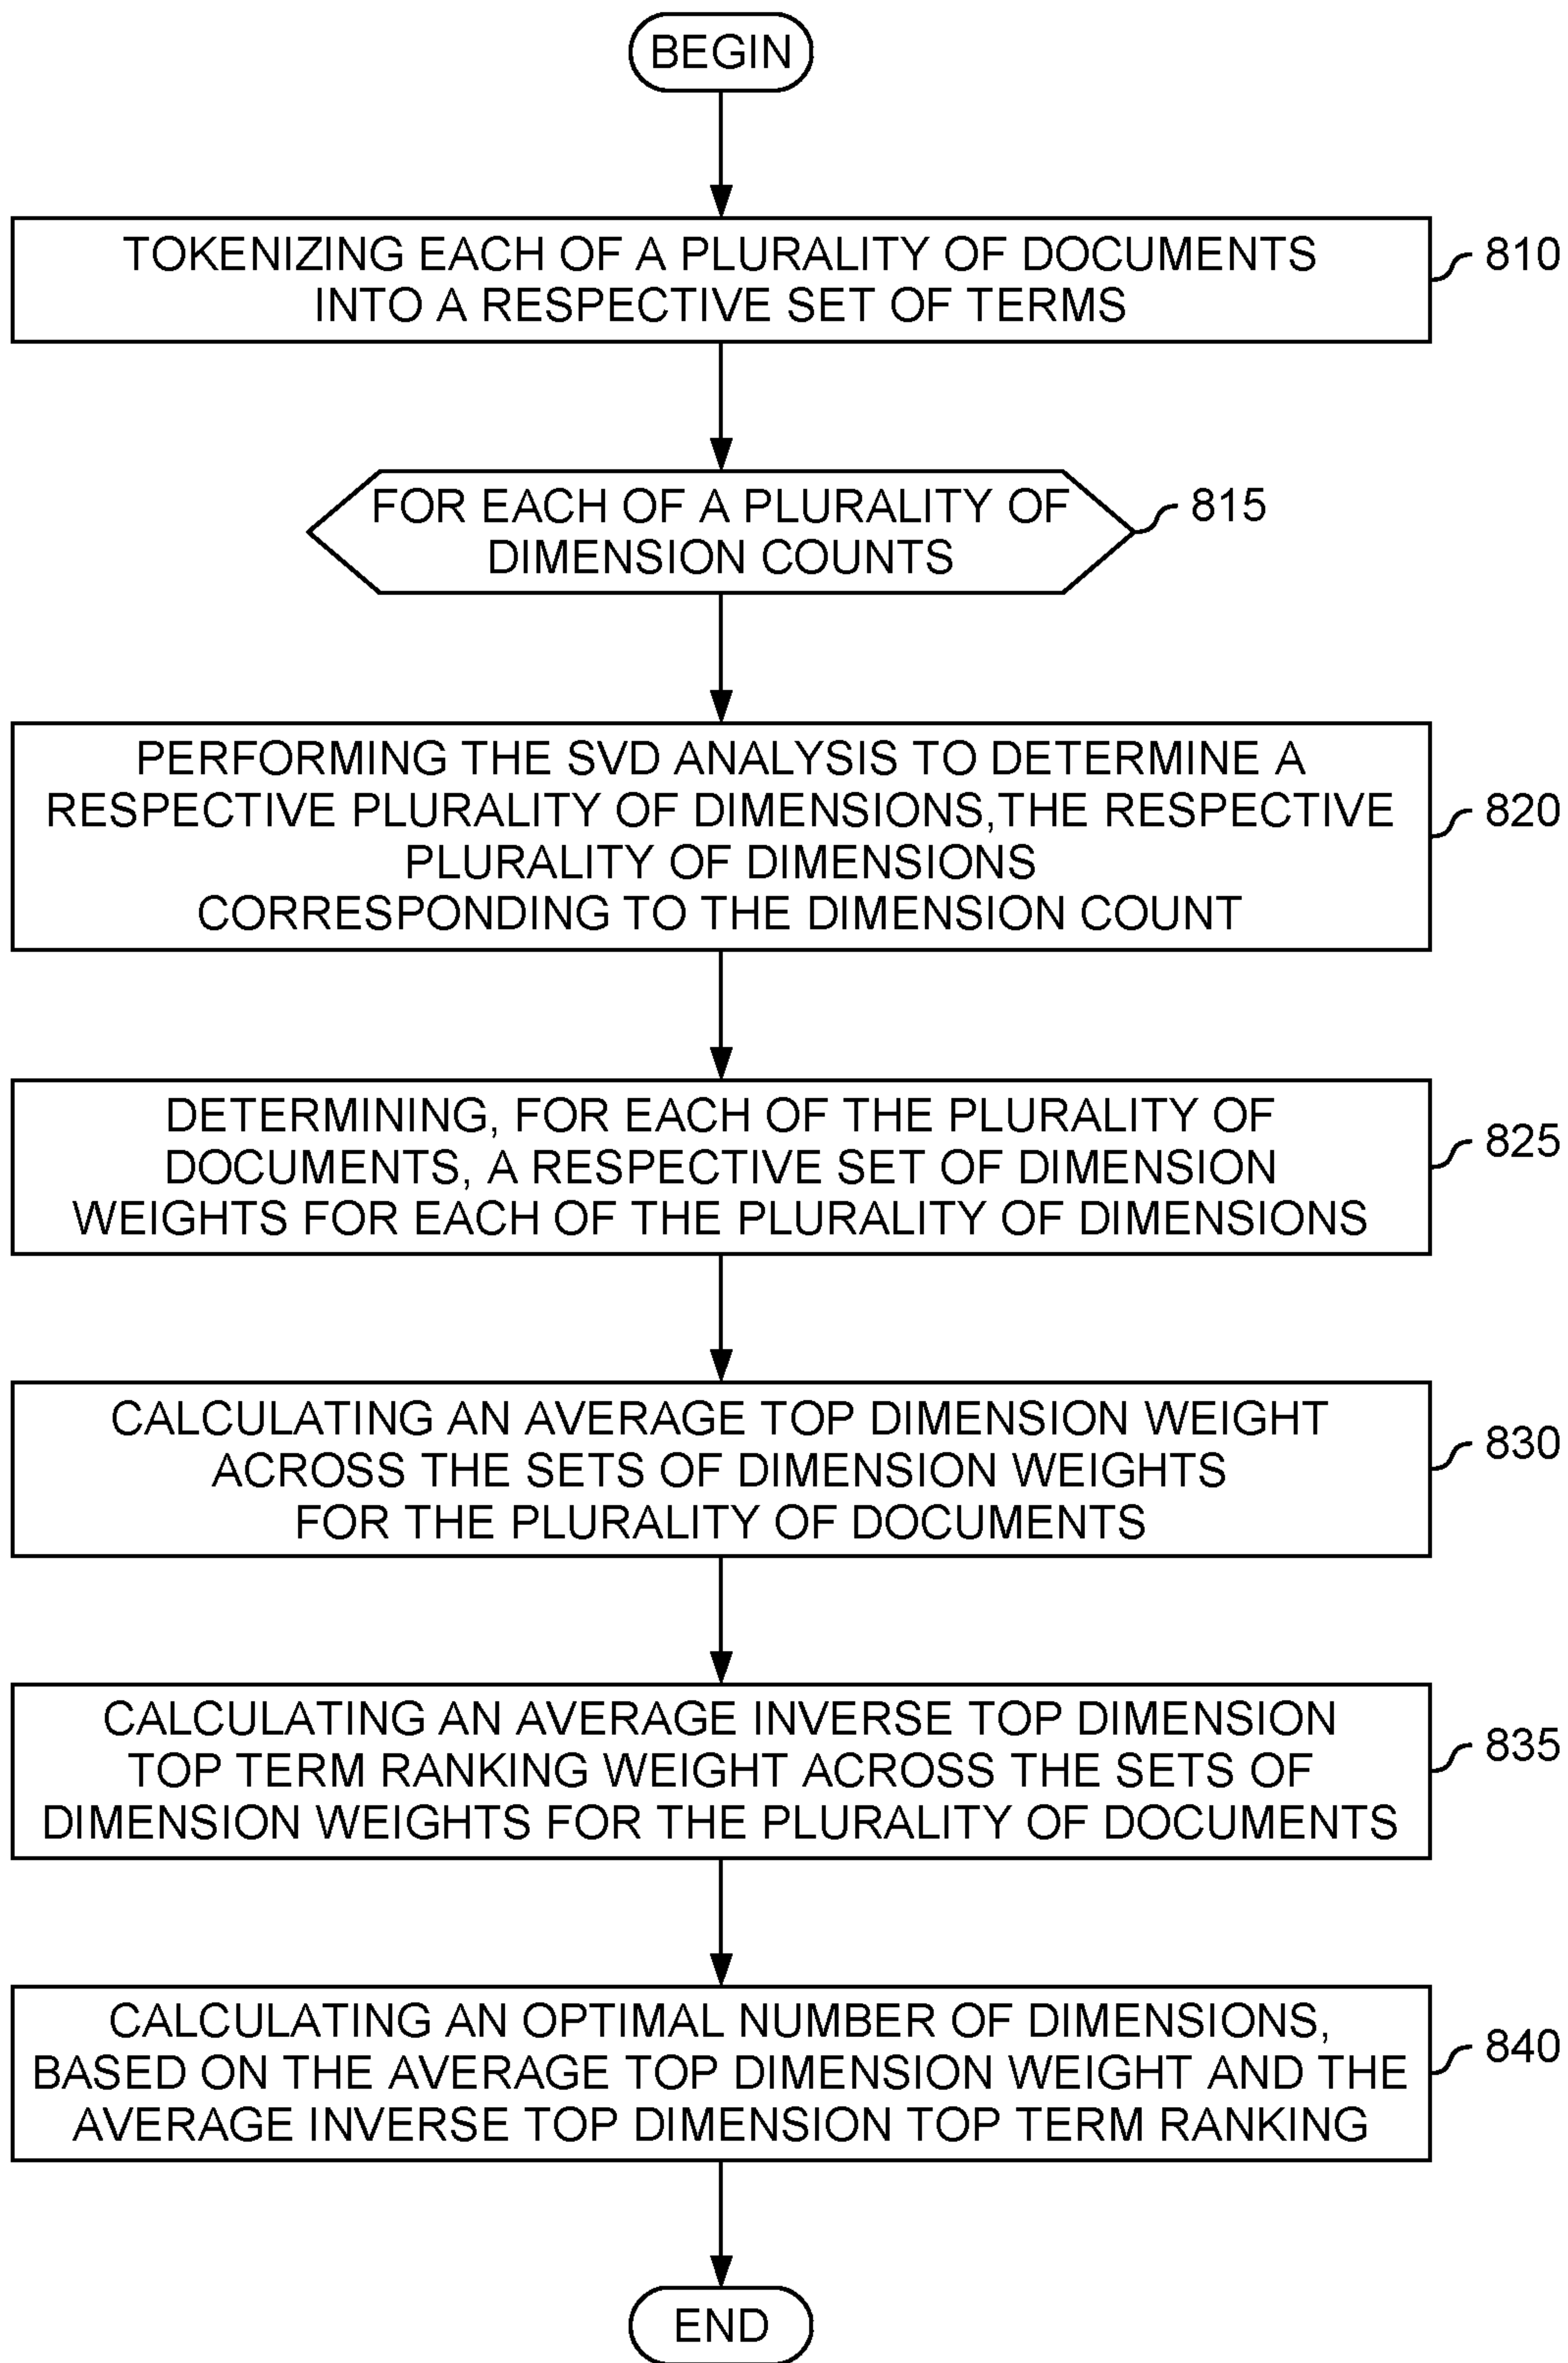 BEGIN
TOKENIZING EACH OF A PLURALITY OF DOCUMENTS
INTO A RESPECTIVE SET OF TERMS
810
FOR EACH OF A PLURALITY OF
DIMENSION COUNTS
815
PERFORMING THE SVD ANALYSIS TO DETERMINE A
RESPECTIVE PLURALITY OF DIMENSIONS,THE RESPECTIVE
PLURALITY OF DIMENSIONS
CORRESPONDING TO THE DIMENSION COUNT
820
DETERMINING, FOR EACH OF THE PLURALITY OF
DOCUMENTS, A RESPECTIVE SET OF DIMENSION
WEIGHTS FOR EACH OF THE PLURALITY OF DIMENSIONS
825
CALCULATING AN AVERAGE TOP DIMENSION WEIGHT
ACROSS THE SETS OF DIMENSION WEIGHTS
FOR THE PLURALITY OF DOCUMENTS
830
CALCULATING AN AVERAGE INVERSE TOP DIMENSION
TOP TERM RANKING WEIGHT ACROSS THE SETS OF
DIMENSION WEIGHTS FOR THE PLURALITY OF DOCUMENTS
835
CALCULATING AN OPTIMAL NUMBER OF DIMENSIONS,
BASED ON THE AVERAGE TOP DIMENSION WEIGHT AND THE
AVERAGE INVERSE TOP DIMENSION TOP TERM RANKING
840
END